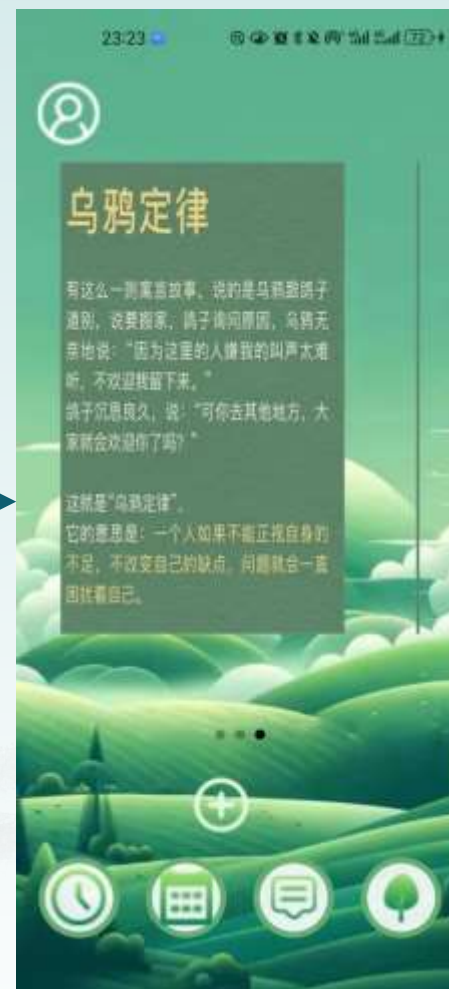 23:23
72
乌鸦定律
有这么一则寓言故事，说的是乌鸦跟鸽子
道别，说要搬家，鸽子询问原因，乌鸦无
奈地说：“因为这里的人嫌我的叫声太难
听，不欢迎我留下来。”
鸽子沉思良久，说：“可你去其他地方，大
家就会欢迎你了吗？”
这就是“乌鸦定律”，
它的意思是：一个人如果不能正视自身的
不足，不改变自己的缺点，问题就会一直
困扰着自己。